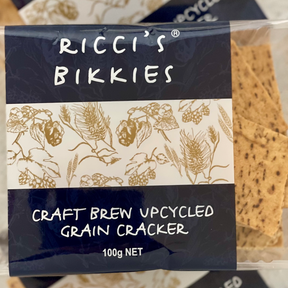 RICCI'S®
BIKKIES
CRAFT BREW UPCYCLED
GRAIN CRACKER
100g NET